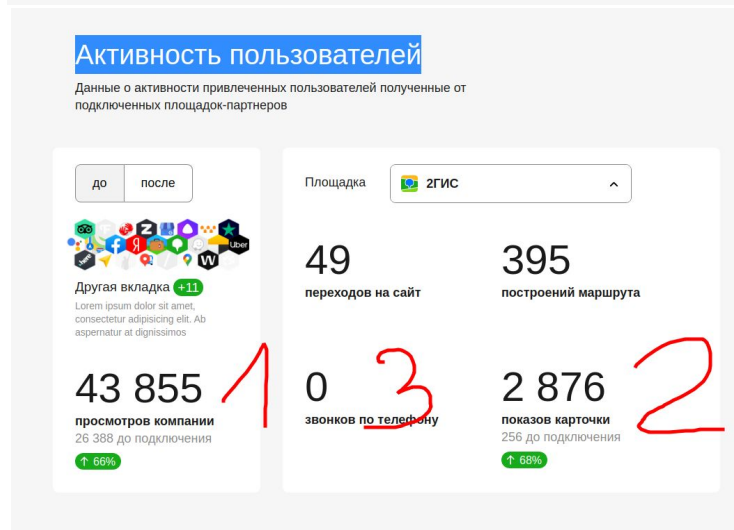 Активность пользователей
Данные о активности привлеченных пользователей полученные от
подключенных площадок-партнеров
до
после
Другая вкладка +11
Lorem ipsum dolor sit amet,
consectetur adipisicing elit. Ab
aspernatur at dignissimos
43 855
просмотров компании
26 388 до подключения
↑ 66%
1
Площадка
2ГИС
49
переходов на сайт
395
построений маршрута
0
звонков по телефону
3
2 876
показов карточки
256 до подключения
↑ 68%
2
Uber